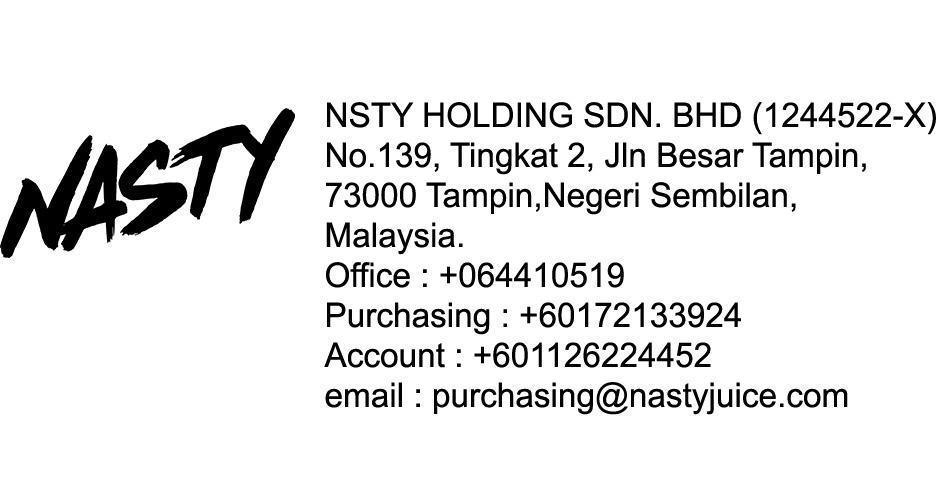 NASTY
NSTY HOLDING SDN. BHD (1244522-X)
No.139, Tingkat 2, Jln Besar Tampin,
73000 Tampin,Negeri Sembilan,
Malaysia.
Office : +064410519
Purchasing : +60172133924
Account : +601126224452
email : purchasing@nastyjuice.com